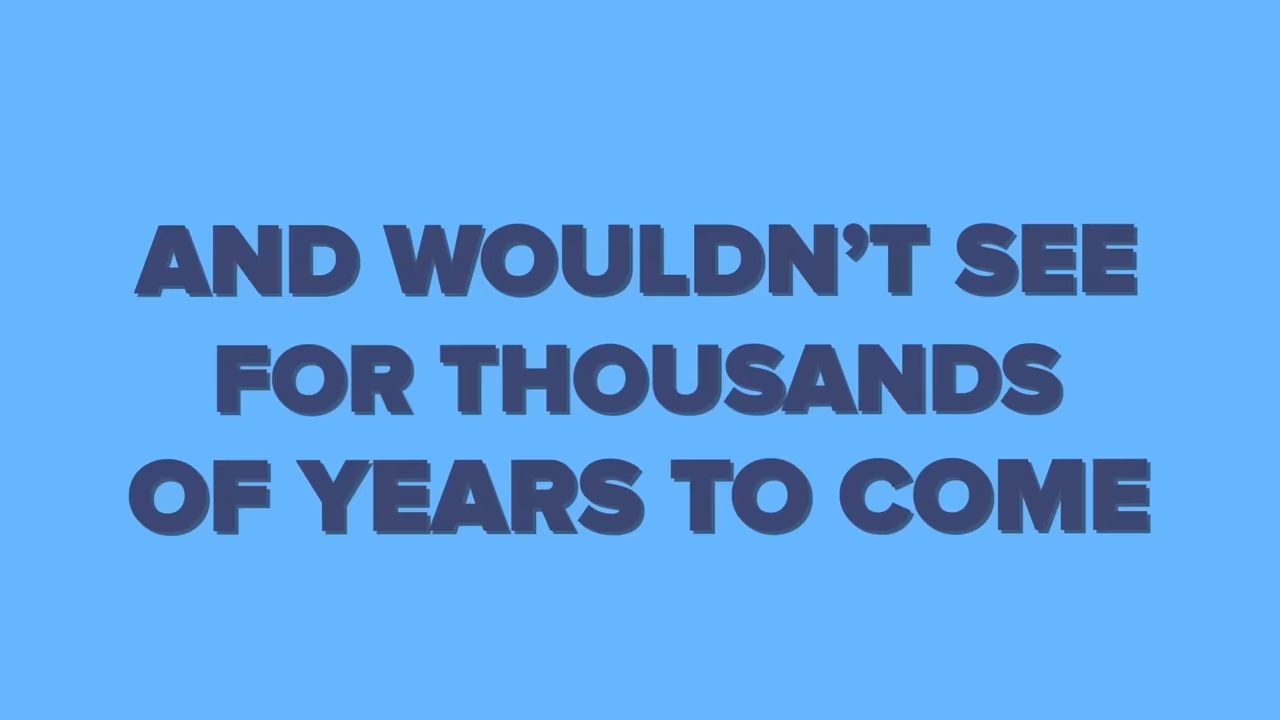 AND WOULDN’T SEE
FOR THOUSANDS
OF YEARS TO COME